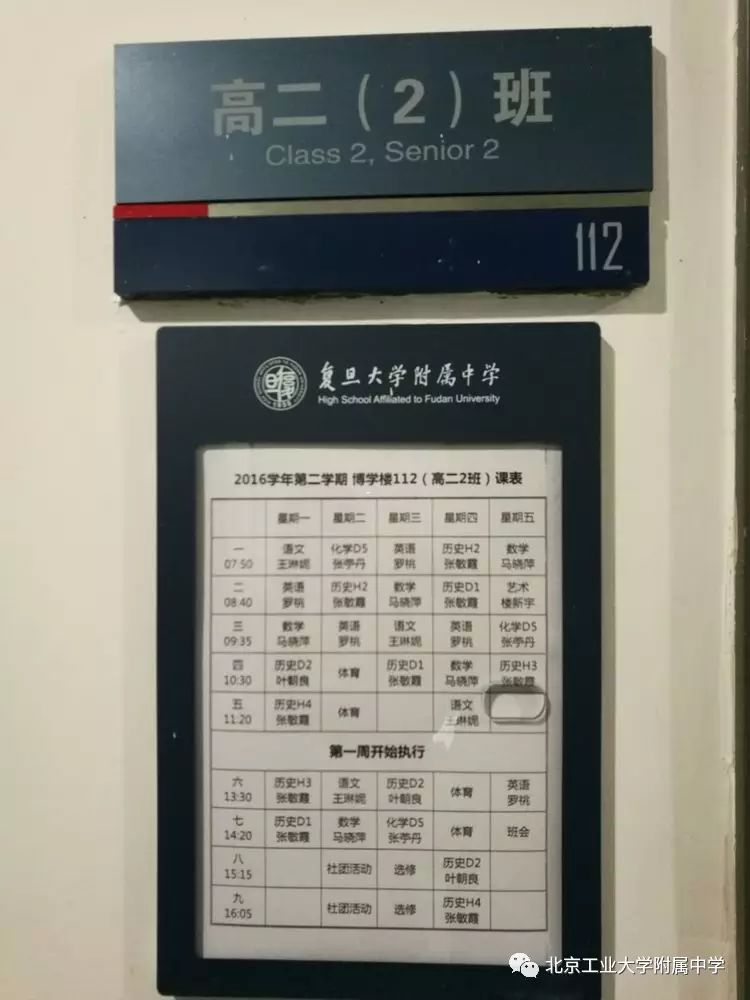 高二（2）班
Class 2, Senior 2
112
复旦大学附属中学
High School Affiliated to Fudan University
2016学年第二学期 博学楼112（高二2班）课表
星期一 星期二 星期三 星期四 星期五
一 语文 化学D5 英语 历史H2 数学
07:50 王琳妮 张苧丹 罗桃 张敏霞 马晓萍
二 英语 历史H2 数学 历史D1 艺术
08:40 罗桃 张敏霞 马晓萍 张敏霞 楼新宇
三 数学 英语 语文 英语 化学D5
09:35 马晓萍 罗桃 王琳妮 罗桃 张苧丹
四 历史D2 体育 历史D1 数学 历史H3
10:30 叶朝良 张敏霞 马晓萍 张敏霞
五 历史H4 体育 语文
11:20 张敏霞 王琳妮
第一周开始执行
六 历史H3 语文 历史D2 体育 英语
13:30 张敏霞 王琳妮 叶朝良 罗桃
七 历史D1 数学 化学D5 体育 班会
14:20 张敏霞 马晓萍 张苧丹
八 社团活动 选修 历史D2
15:15 叶朝良
九 社团活动 选修 历史H4
16:05 张敏霞
北京工业大学附属中学